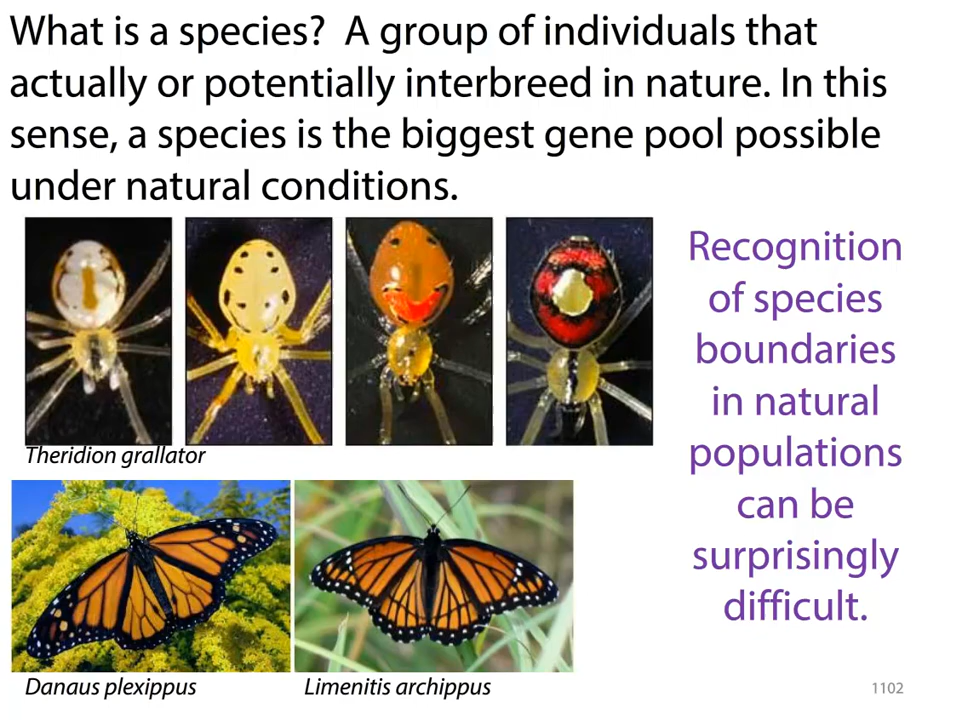 What is a species?  A group of individuals that
actually or potentially interbreed in nature. In this
sense, a species is the biggest gene pool possible
under natural conditions.
Theridion grallator
Danaus plexippus
Limenitis archippus
Recognition
of species
boundaries
in natural
populations
can be
surprisingly
difficult.
1102